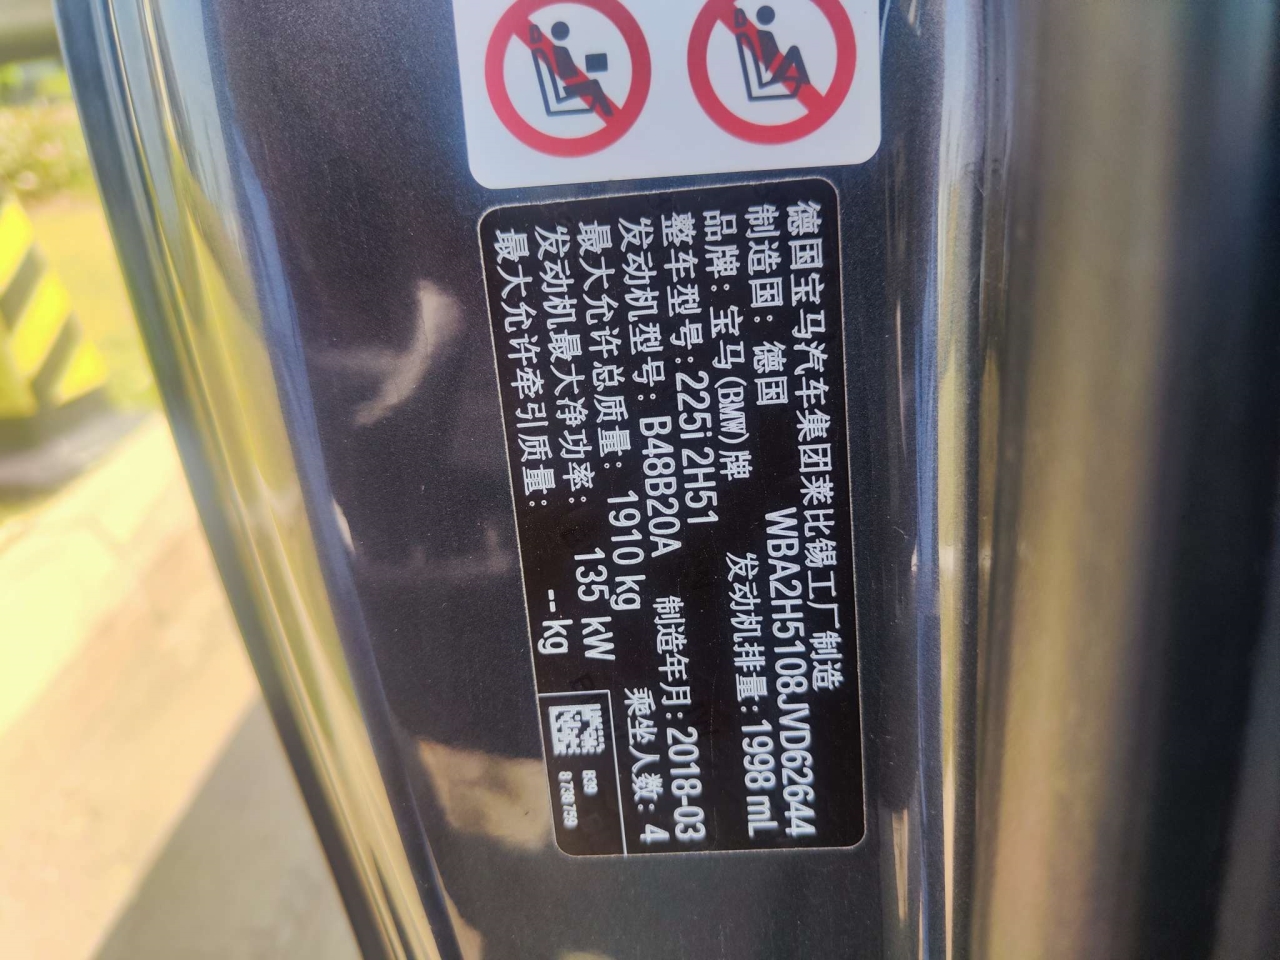 德国宝马汽车集团莱比锡工厂制造
制造国：德国 WBA2H5108JVD62644
品牌：宝马(BMW)牌 发动机排量：1998 mL
整车型号：225i 2H51
发动机型号：B48B20A 制造年月：2018-03
最大允许总质量：1910 kg 乘坐人数：4
发动机最大净功率：135 kW
最大允许牵引质量：-- kg
B39
8 738 759